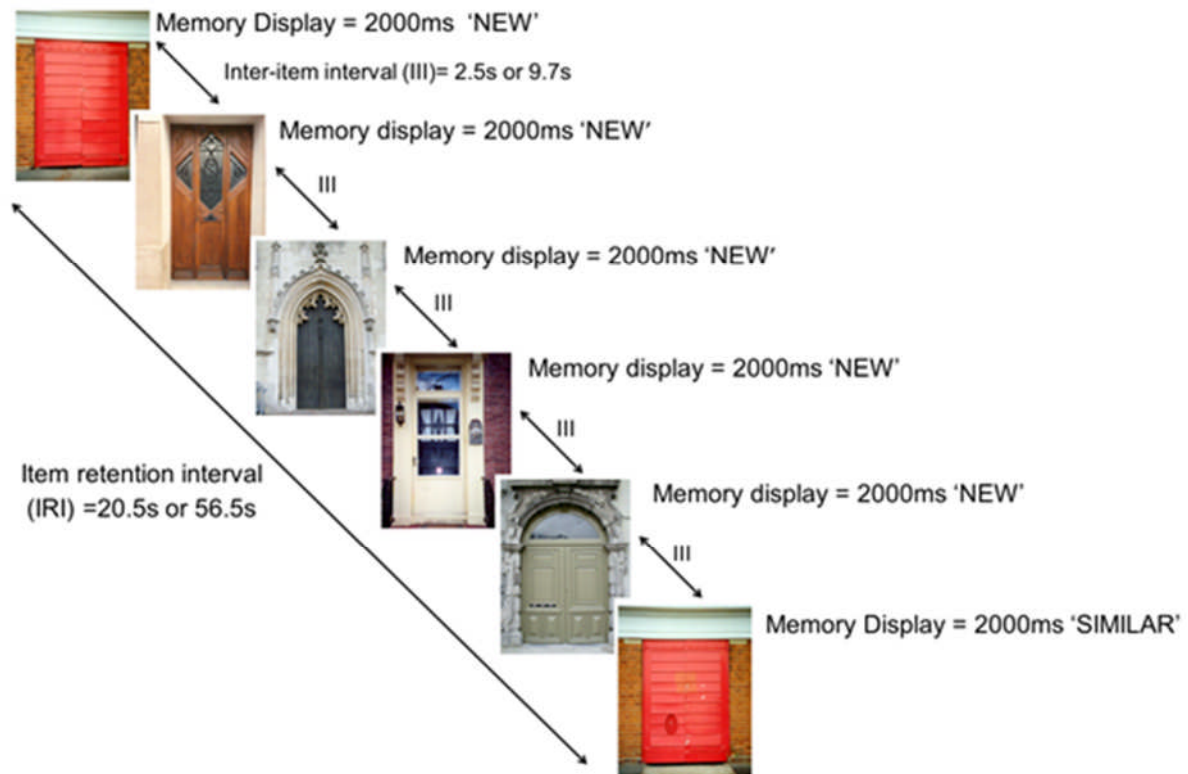 Memory Display = 2000ms ‘NEW’
Inter-item interval (III)= 2.5s or 9.7s
Memory display = 2000ms ‘NEW’
III
Memory display = 2000ms ‘NEW’
III
Memory display = 2000ms ‘NEW’
III
Item retention interval
(IRI) =20.5s or 56.5s
Memory display = 2000ms ‘NEW’
III
Memory Display = 2000ms ‘SIMILAR’